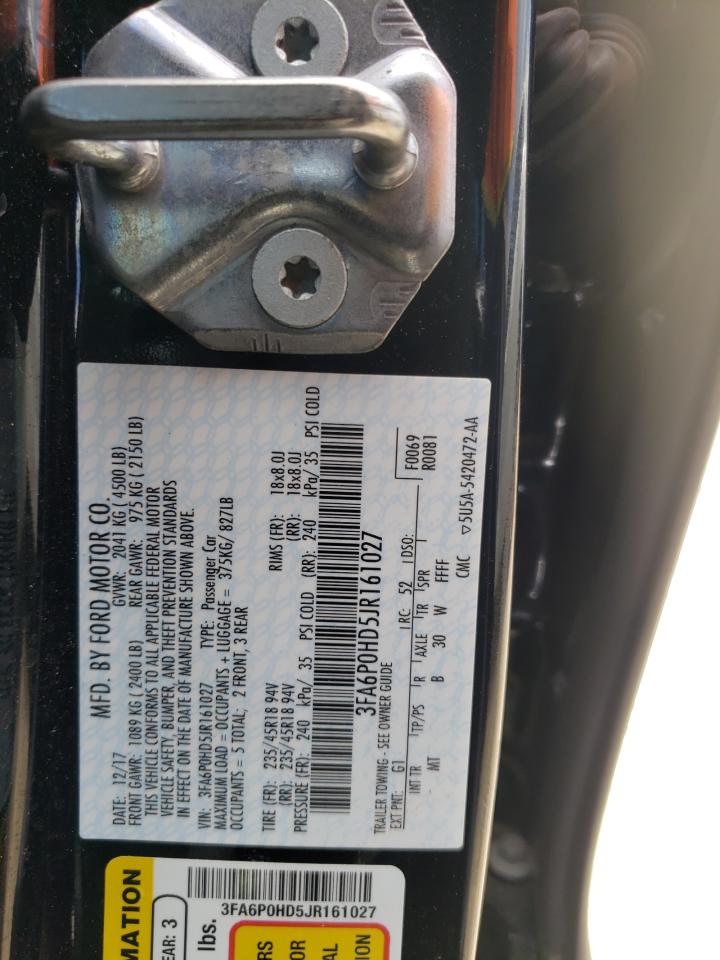 MFD. BY FORD MOTOR CO.
DATE: 12/17 GVWR: 2041 KG ( 4500 LB)
FRONT GAWR: 1089 KG ( 2400 LB) REAR GAWR: 975 KG ( 2150 LB)
THIS VEHICLE CONFORMS TO ALL APPLICABLE FEDERAL MOTOR
VEHICLE SAFETY, BUMPER, AND THEFT PREVENTION STANDARDS
IN EFFECT ON THE DATE OF MANUFACTURE SHOWN ABOVE.
VIN: 3FA6P0HD5JR161027 TYPE: Passenger Car
MAXIMUM LOAD = OCCUPANTS + LUGGAGE = 375KG/ 827LB
OCCUPANTS = 5 TOTAL; 2 FRONT, 3 REAR
TIRE (FR): 235/45R18 94V RIMS (FR): 18x8.0J
(RR): 235/45R18 94V (RR): 18x8.0J
PRESSURE (FR): 240 kPa/ 35 PSI COLD (RR): 240 kPa/ 35 PSI COLD
3FA6P0HD5JR161027
TRAILER TOWING - SEE OWNER GUIDE
EXT PNT: G1 RC: 52 DSO: F0069
R0081
INT TR TP/PS R AXLE TR SPR
MT B 30 W FFFF
CMC ▽5U5A-5420472-AA
MATION
EAR: 3
3FA6P0HD5JR161027
lbs.
RS
OR
AL
ION